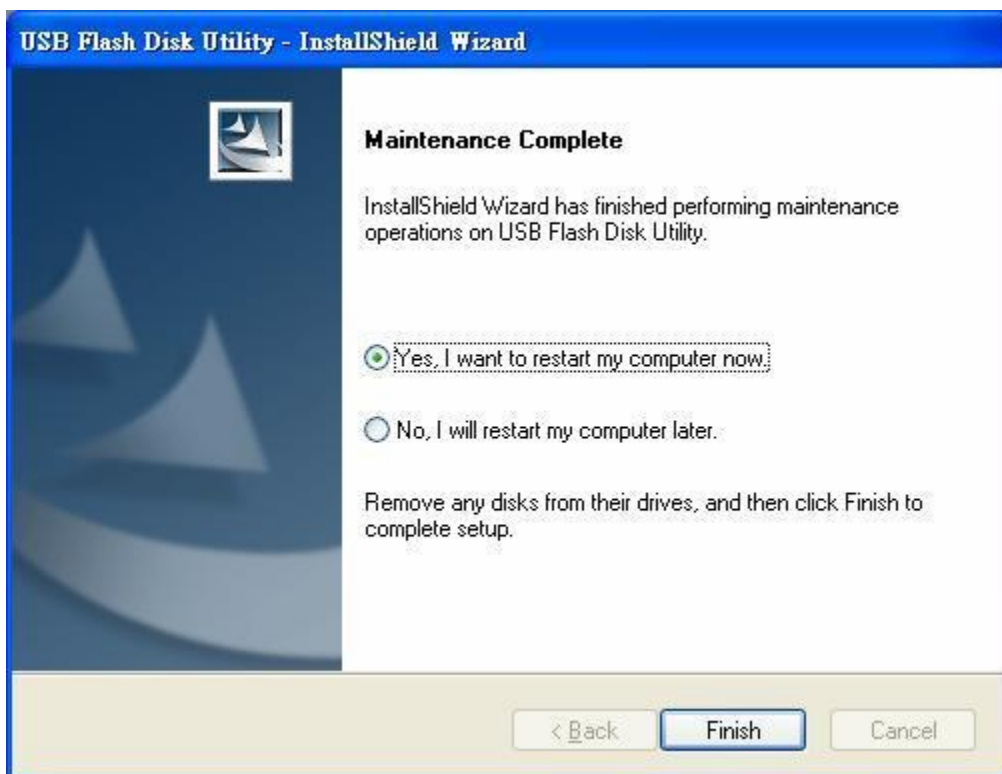 USB Flash Disk Utility - InstallShield Wizard
Maintenance Complete
InstallShield Wizard has finished performing maintenance
operations on USB Flash Disk Utility.
Yes, I want to restart my computer now.
No, I will restart my computer later.
Remove any disks from their drives, and then click Finish to
complete setup.
< Back Finish Cancel